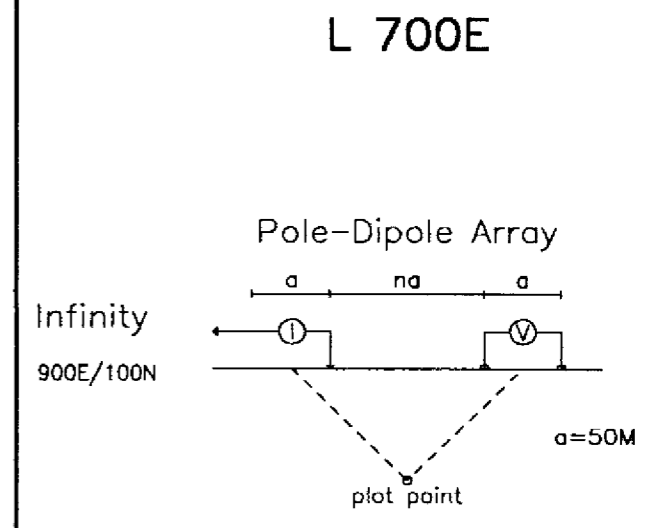 L 700E
Pole-Dipole Array
a na a
Infinity
I V
900E/100N
a=50M
plot point